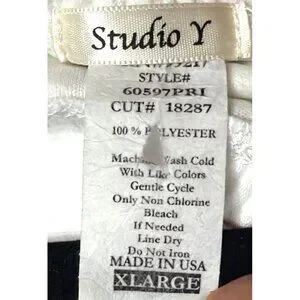 Studio Y
STYLE#
60597PRI
CUT# 18287
100% POLYESTER
Machine Wash Cold
With Like Colors
Gentle Cycle
Only Non Chlorine
Bleach
If Needed
Line Dry
Do Not Iron
MADE IN USA
XLARGE